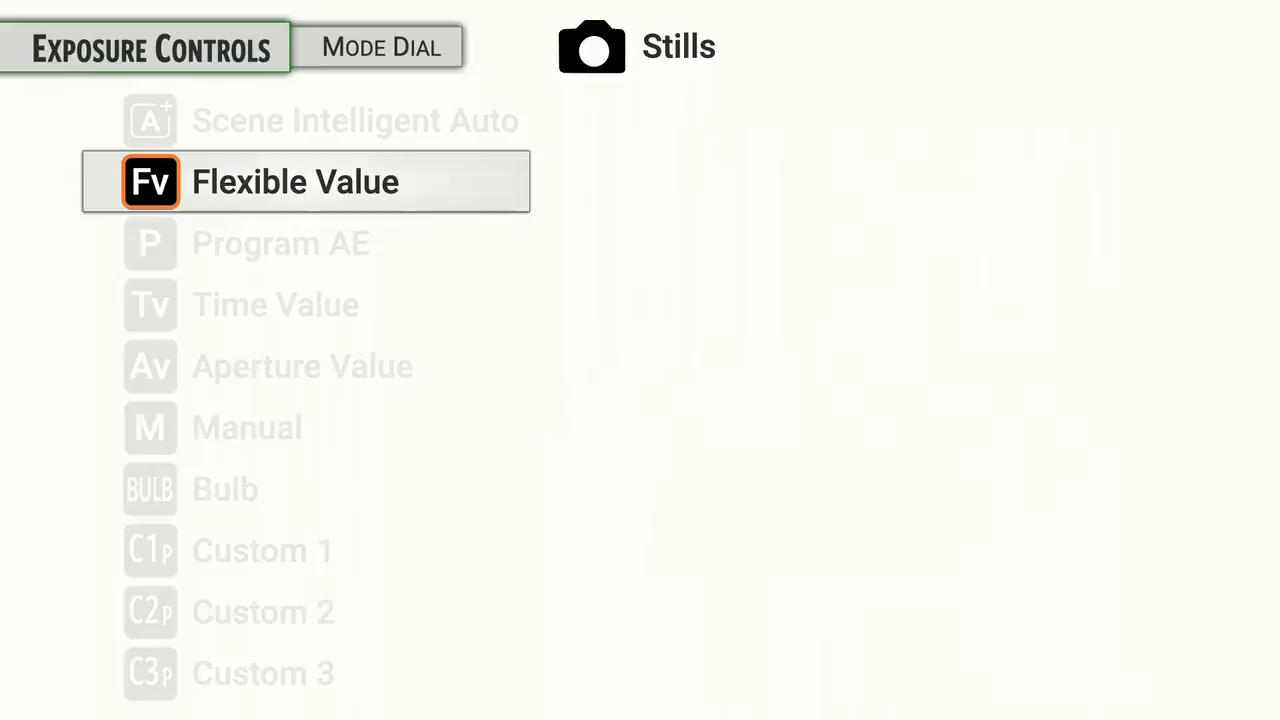 EXPOSURE CONTROLS
MODE DIAL
Stills
A+ Scene Intelligent Auto
Fv Flexible Value
P Program AE
Tv Time Value
Av Aperture Value
M Manual
BULB Bulb
C1P Custom 1
C2P Custom 2
C3P Custom 3